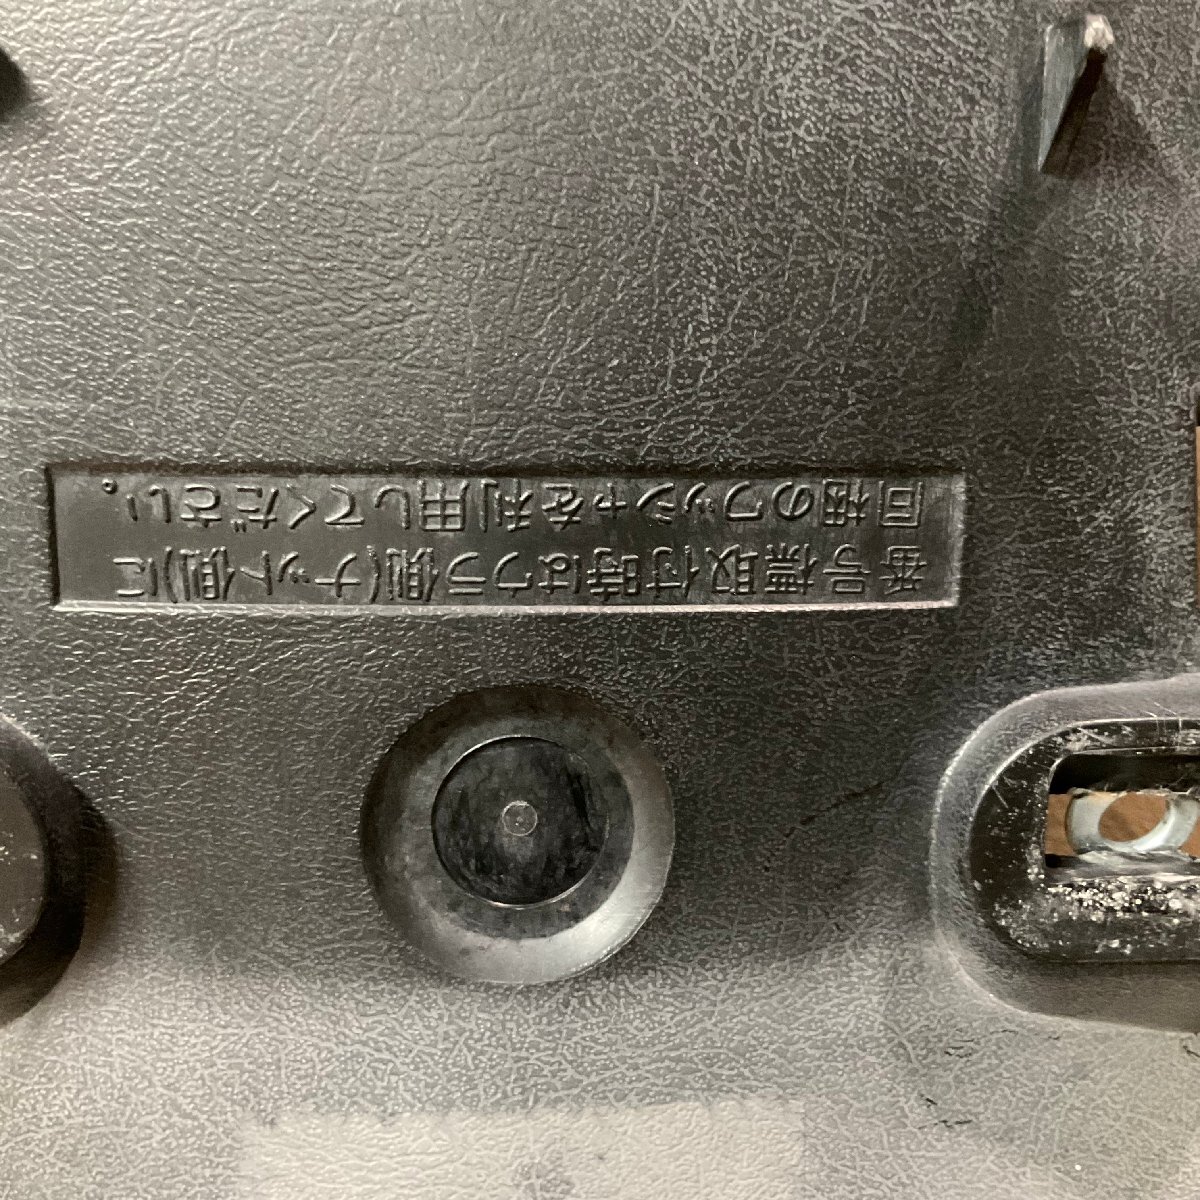 番号標取付時はウラ側(ナット側)に
同梱のワッシャを利用してください。